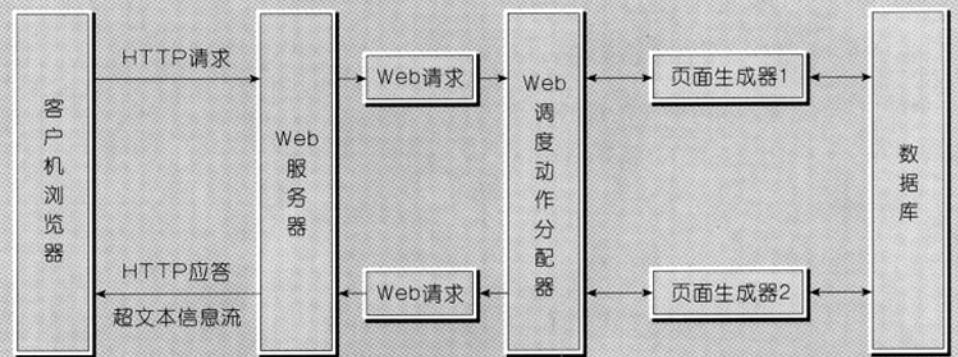 客户机浏览器
HTTP请求
HTTP应答
超文本信息流
Web服务器
Web请求
Web请求
Web调度动作分配器
页面生成器1
页面生成器2
数据库